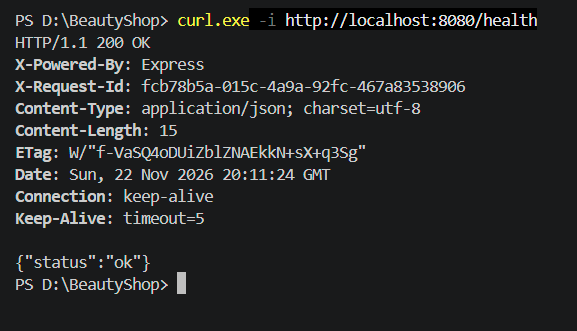 PS D:\BeautyShop> curl.exe -i http://localhost:8080/health
HTTP/1.1 200 OK
X-Powered-By: Express
X-Request-Id: fcb78b5a-015c-4a9a-92fc-467a83538906
Content-Type: application/json; charset=utf-8
Content-Length: 15
ETag: W/"f-VaSQ4oDUiZblZNAEkkN+sX+q3Sg"
Date: Sun, 22 Nov 2026 20:11:24 GMT
Connection: keep-alive
Keep-Alive: timeout=5

{"status":"ok"}
PS D:\BeautyShop>